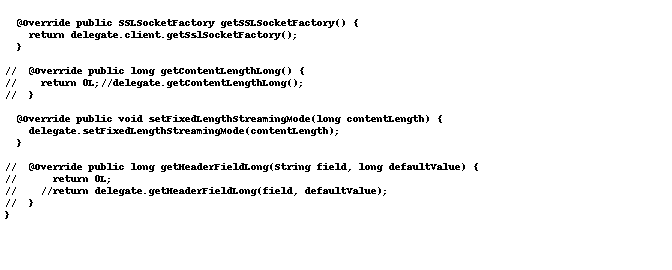 @Override public SSLSocketFactory getSSLSocketFactory() {
    return delegate.client.getSslSocketFactory();
  }

//  @Override public long getContentLengthLong() {
//    return 0L;//delegate.getContentLengthLong();
//  }

  @Override public void setFixedLengthStreamingMode(long contentLength) {
    delegate.setFixedLengthStreamingMode(contentLength);
  }

//  @Override public long getHeaderFieldLong(String field, long defaultValue) {
//      return 0L;
//    //return delegate.getHeaderFieldLong(field, defaultValue);
//  }
}